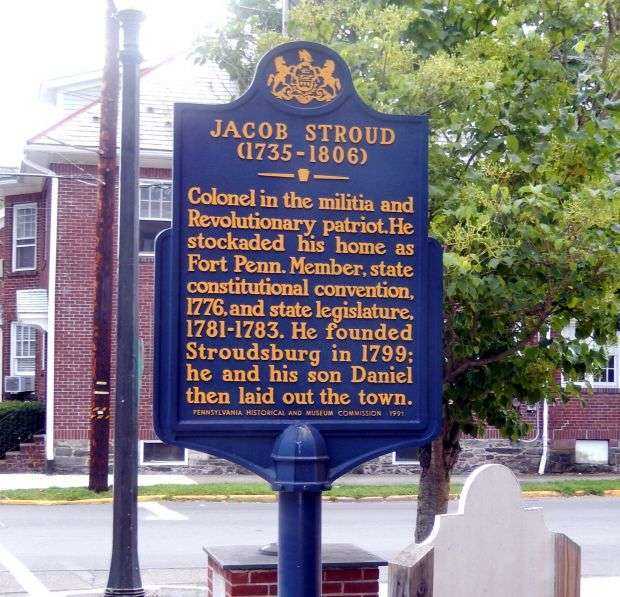 JACOB STROUD
(1735-1806)
Colonel in the militia and
Revolutionary patriot. He
stockaded his home as
Fort Penn. Member, state
constitutional convention,
1776, and state legislature,
1781-1783. He founded
Stroudsburg in 1799;
he and his son Daniel
then laid out the town.
PENNSYLVANIA HISTORICAL AND MUSEUM COMMISSION 1991